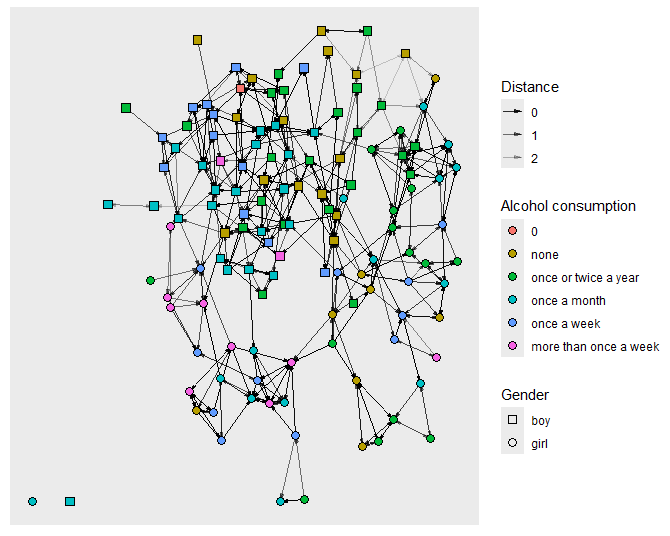 Distance
0
1
2
Alcohol consumption
0
none
once or twice a year
once a month
once a week
more than once a week
Gender
boy
girl